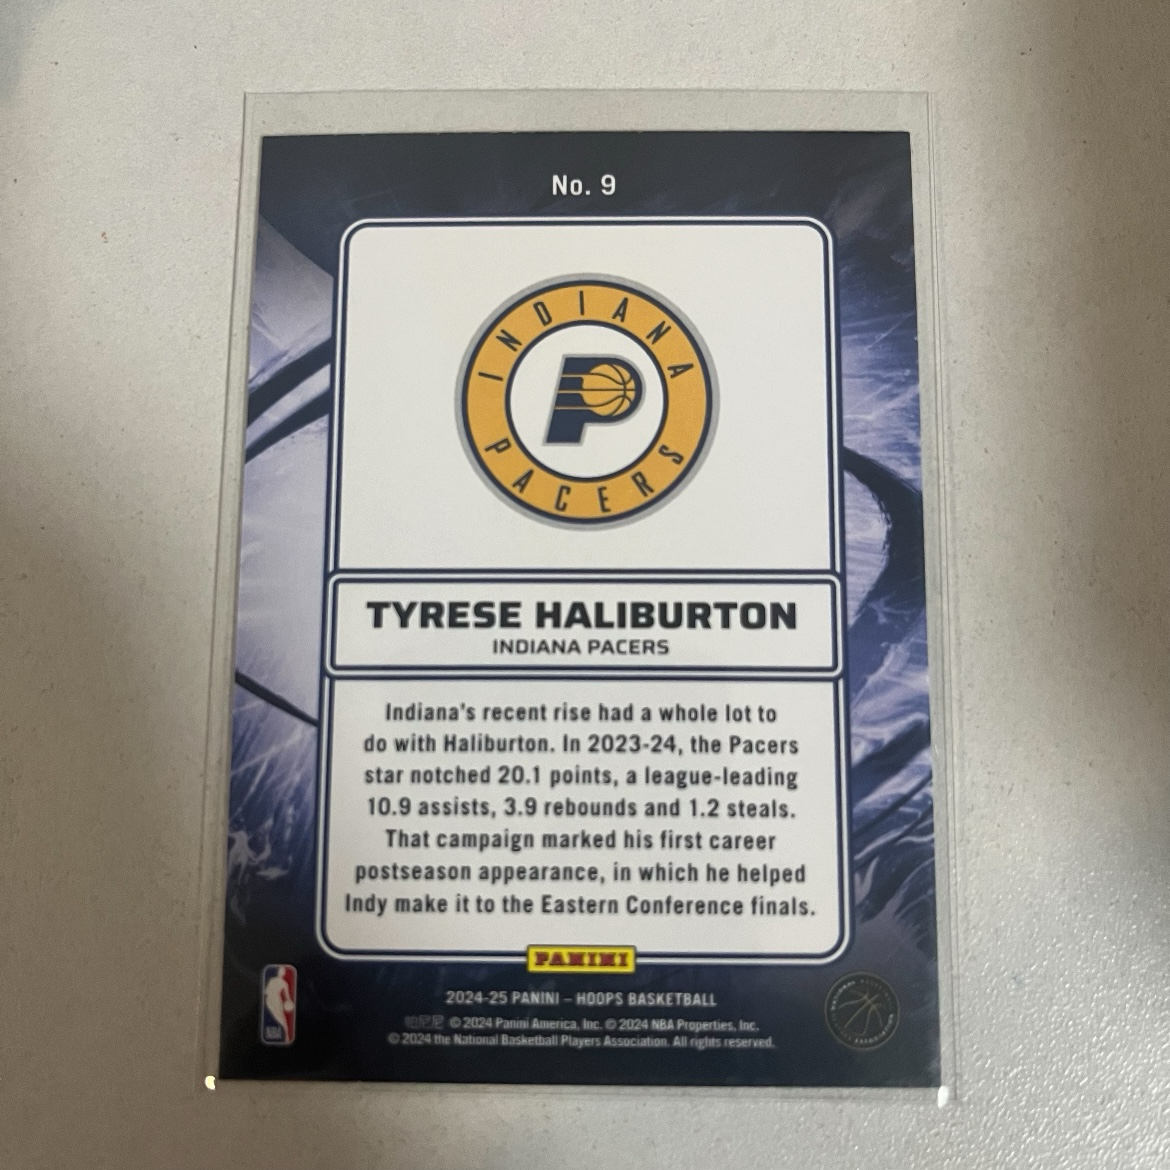 No. 9
INDIANA
PACERS
TYRESE HALIBURTON
INDIANA PACERS
Indiana's recent rise had a whole lot to
do with Haliburton. In 2023-24, the Pacers
star notched 20.1 points, a league-leading
10.9 assists, 3.9 rebounds and 1.2 steals.
That campaign marked his first career
postseason appearance, in which he helped
Indy make it to the Eastern Conference finals.
PANINI
2024-25 PANINI – HOOPS BASKETBALL
帕尼尼 © 2024 Panini America, Inc. © 2024 NBA Properties, Inc.
© 2024 the National Basketball Players Association. All rights reserved.
NBA